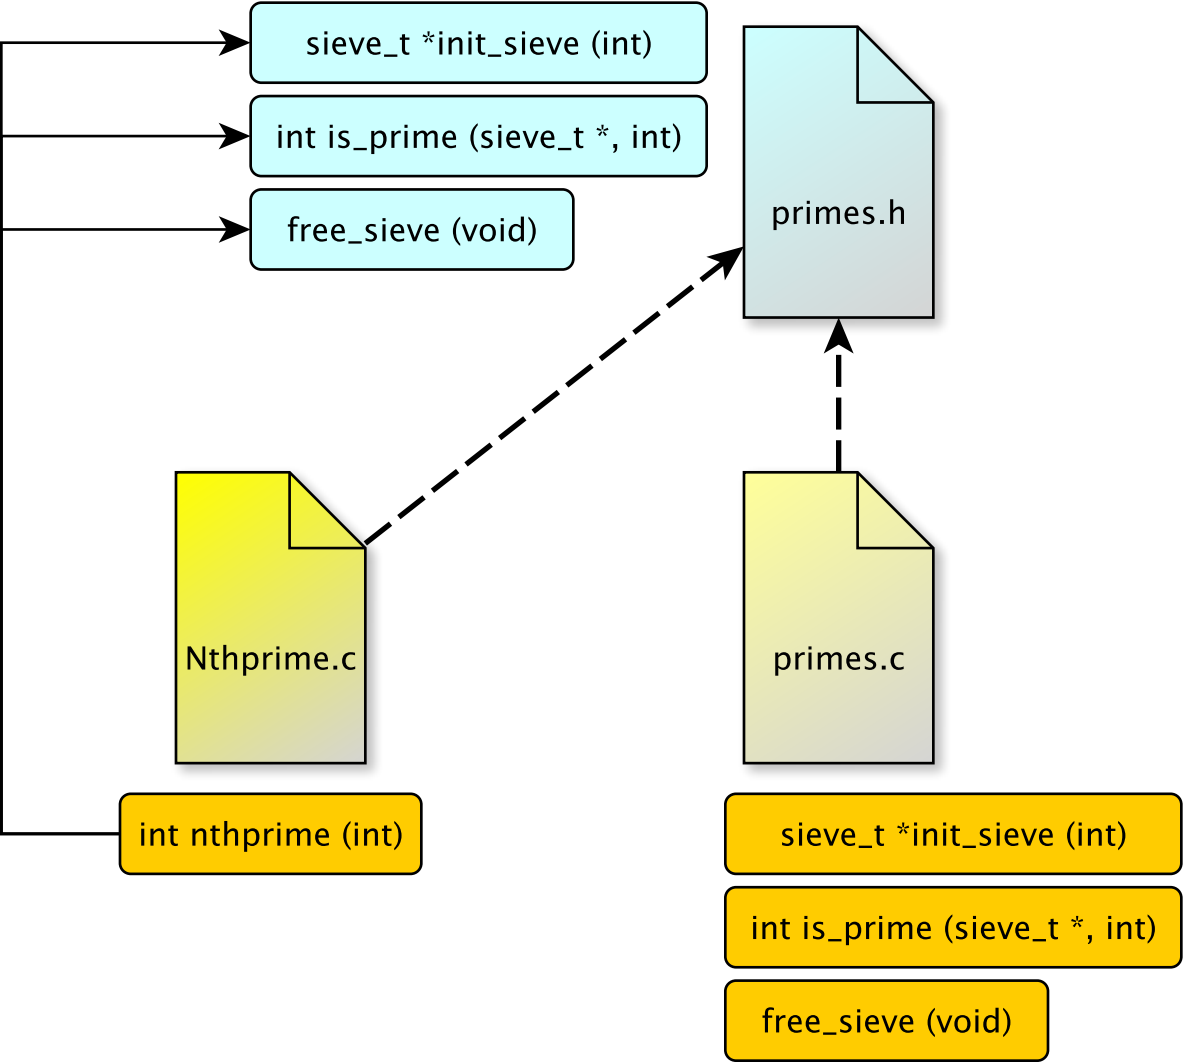 sieve_t *init_sieve (int)
int is_prime (sieve_t *, int)
free_sieve (void)
primes.h
Nthprime.c
primes.c
int nthprime (int)
sieve_t *init_sieve (int)
int is_prime (sieve_t *, int)
free_sieve (void)